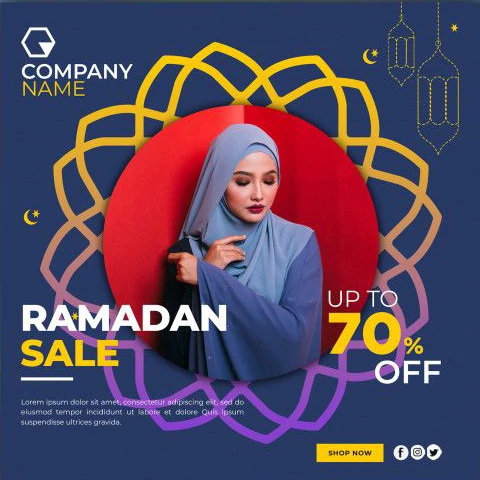 COMPANY
NAME
RAMADAN
SALE
UP TO
70%
OFF
Lorem ipsum dolor sit amet, consectetur adipiscing elit, sed do
eiusmod tempor incididunt ut labore et dolore Quis ipsum
suspendisse ultrices gravida.
SHOP NOW